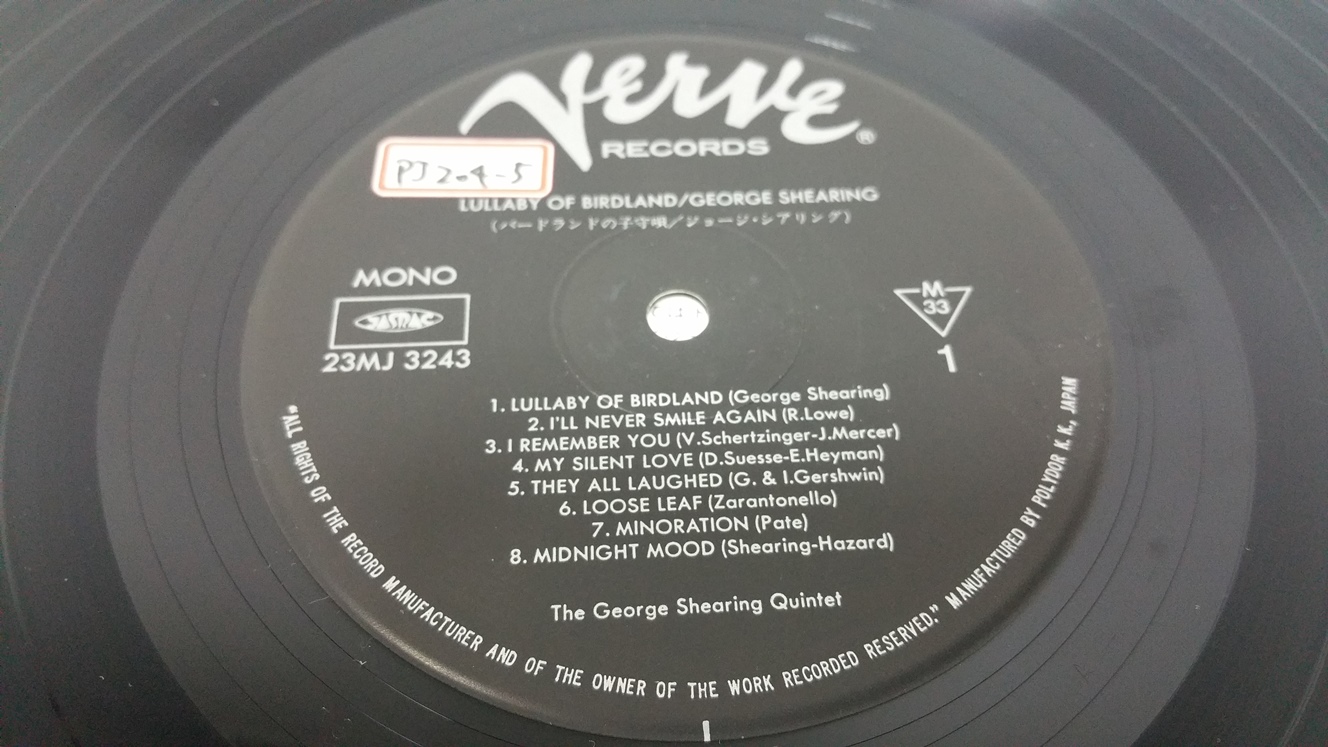 Verve
RECORDS
®
PJ 204-5
LULLABY OF BIRDLAND/GEORGE SHEARING
(バードランドの子守唄/ジョージ・シアリング)
MONO
JASRAC
23MJ 3243
M
33
1
1. LULLABY OF BIRDLAND (George Shearing)
2. I'LL NEVER SMILE AGAIN (R.Lowe)
3. I REMEMBER YOU (V.Schertzinger-J.Mercer)
4. MY SILENT LOVE (D.Suesse-E.Heyman)
5. THEY ALL LAUGHED (G. & I.Gershwin)
6. LOOSE LEAF (Zarantonello)
7. MINORATION (Pate)
8. MIDNIGHT MOOD (Shearing-Hazard)
The George Shearing Quintet
"ALL RIGHTS OF THE RECORD MANUFACTURER AND OF THE OWNER OF THE WORK RECORDED RESERVED." MANUFACTURED BY POLYDOR K. K., JAPAN